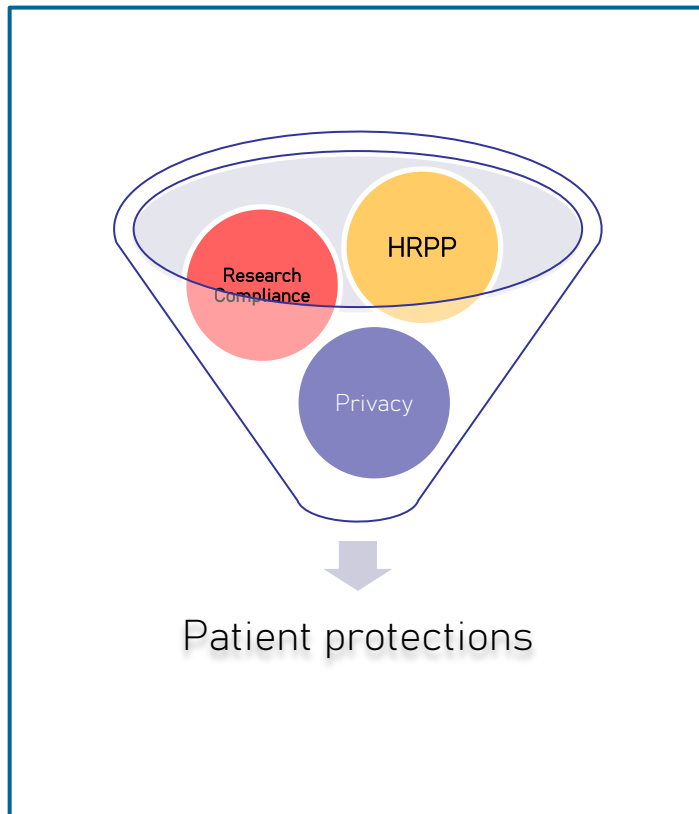 HRPP
Research
Compliance
Privacy
Patient protections